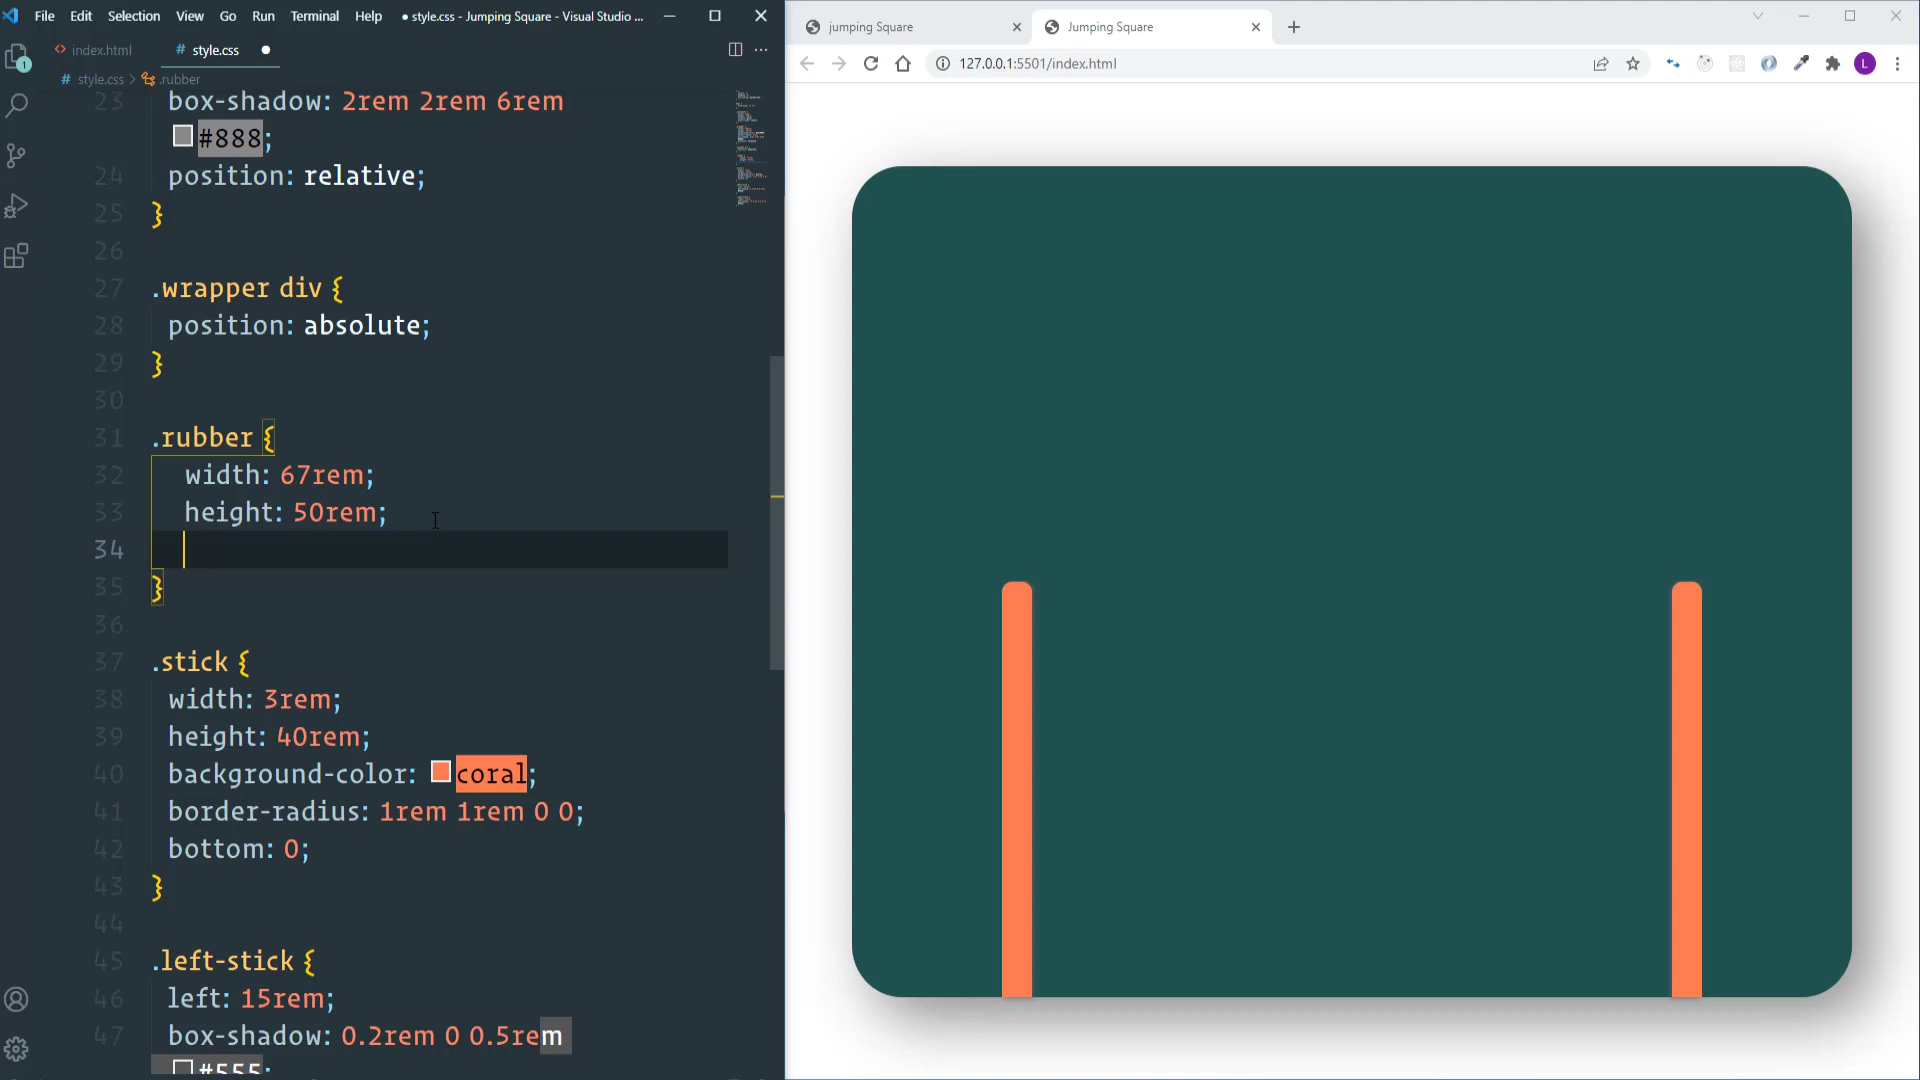 File Edit Selection View Go Run Terminal Help ● style.css - Jumping Square - Visual Studio ...
index.html # style.css
# style.css > .rubber
23 box-shadow: 2rem 2rem 6rem
#888;
24 position: relative;
25 }
26
27 .wrapper div {
28 position: absolute;
29 }
30
31 .rubber {
32 width: 67rem;
33 height: 50rem;
34
35 }
36
37 .stick {
38 width: 3rem;
39 height: 40rem;
40 background-color: coral;
41 border-radius: 1rem 1rem 0 0;
42 bottom: 0;
43 }
44
45 .left-stick {
46 left: 15rem;
47 box-shadow: 0.2rem 0 0.5rem
#555;
1
jumping Square
Jumping Square
127.0.0.1:5501/index.html
L